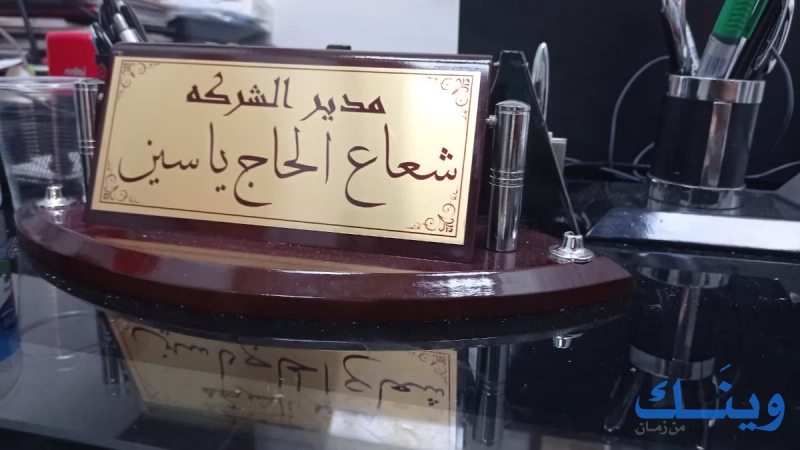 مدير الشركه
شعاع الحاج ياسين
وينك
من زمان